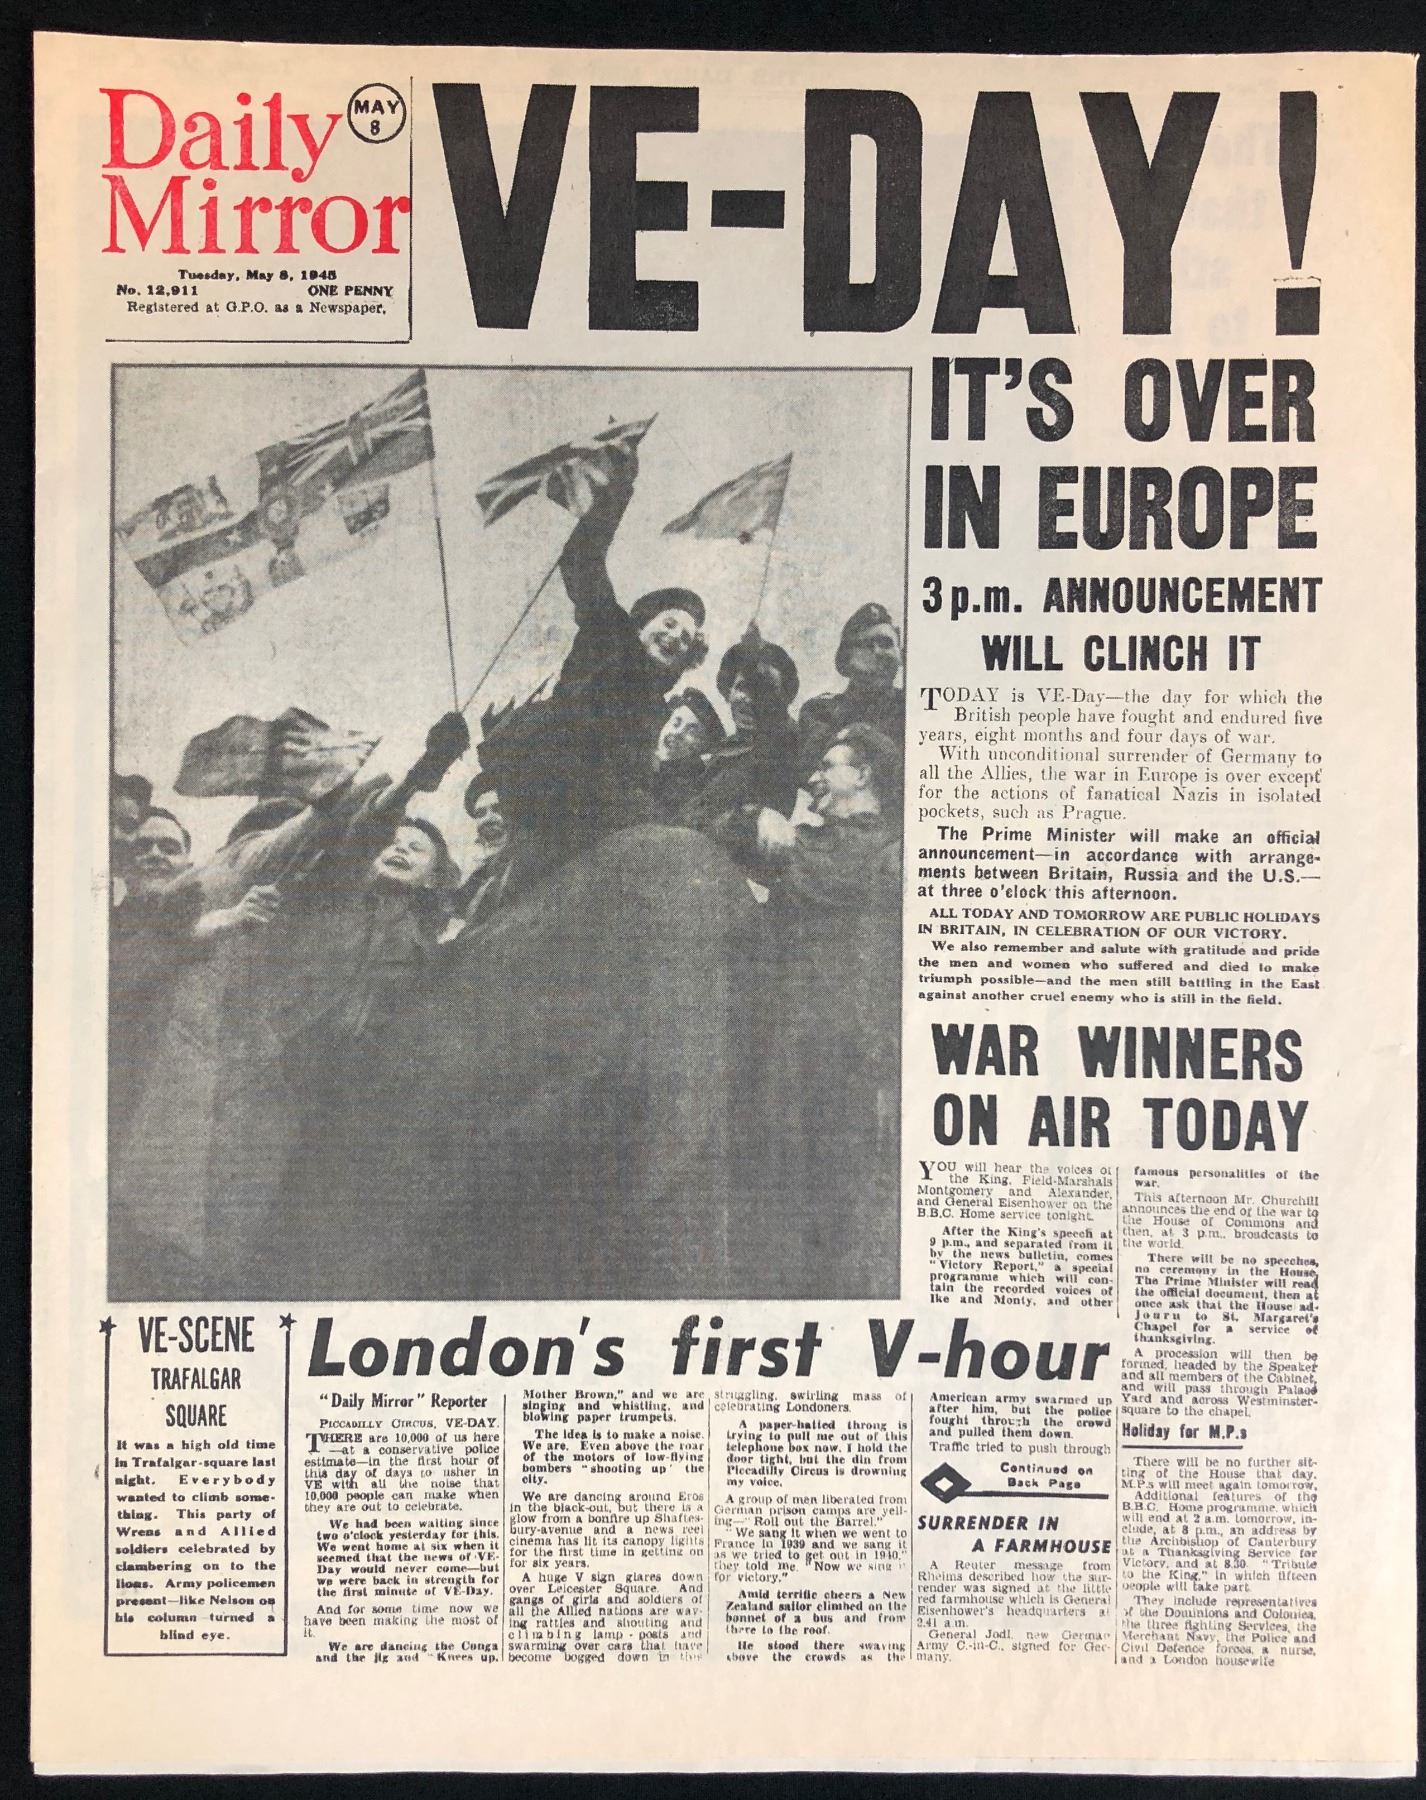 Daily
Mirror
MAY
8
Tuesday, May 8, 1945
No. 12,911 ONE PENNY
Registered at G.P.O. as a Newspaper.
VE-DAY!
IT'S OVER
IN EUROPE
3 p.m. ANNOUNCEMENT
WILL CLINCH IT
TODAY is VE-Day—the day for which the
British people have fought and endured five
years, eight months and four days of war.
With unconditional surrender of Germany to
all the Allies, the war in Europe is over except
for the actions of fanatical Nazis in isolated
pockets, such as Prague.
The Prime Minister will make an official
announcement—in accordance with arrange-
ments between Britain, Russia and the U.S.—
at three o'clock this afternoon.
ALL TODAY AND TOMORROW ARE PUBLIC HOLIDAYS
IN BRITAIN, IN CELEBRATION OF OUR VICTORY.
We also remember and salute with gratitude and pride
the men and women who suffered and died to make
triumph possible—and the men still battling in the East
against another cruel enemy who is still in the field.
WAR WINNERS
ON AIR TODAY
YOU will hear the voices of
the King, Field-Marshals
Montgomery and Alexander,
and General Eisenhower on the
B.B.C. Home service tonight.
After the King's speech at
9 p.m., and separated from it
by the news bulletin, comes
"Victory Report," a special
programme which will con-
tain the recorded voices of
Ike and Monty, and other
famous personalities of the
war.
This afternoon Mr. Churchill
announces the end of the war to
the House of Commons and
then, at 3 p.m., broadcasts to
the world.
There will be no speeches,
no ceremony in the House.
The Prime Minister will read
the official document, then at
once ask that the House ad-
journ to St. Margaret's
Chapel for a service of
thanksgiving.
A procession will then be
formed, headed by the Speaker
and all members of the Cabinet,
and will pass through Palace
Yard and across Westminster-
square to the chapel.
Holiday for M.P.s
There will be no further sit-
ting of the House that day.
M.P.s will meet again tomorrow.
Additional features of the
B.B.C. Home programme, which
will end at 2 a.m. tomorrow, in-
clude, at 8 p.m., an address by
the Archbishop of Canterbury
at a Thanksgiving Service for
Victory, and at 8.30 "Tribute
to the King," in which fifteen
people will take part.
They include representatives
of the Dominions and Colonies,
the three fighting Services, the
Merchant Navy, the Police and
Civil Defence forces, a nurse,
and a London housewife
VE-SCENE
TRAFALGAR
SQUARE
It was a high old time
in Trafalgar-square last
night. Everybody
wanted to climb some-
thing. This party of
Wrens and Allied
soldiers celebrated by
clambering on to the
lions. Army policemen
present—like Nelson on
his column turned a
blind eye.
London's first V-hour
"Daily Mirror" Reporter
PICCADILLY CIRCUS, VE-DAY.
THERE are 10,000 of us here
—at a conservative police
estimate—in the first hour of
this day of days to usher in
VE with all the noise that
10,000 people can make when
they are out to celebrate.
We had been waiting since
two o'clock yesterday for this.
We went home at six when it
seemed that the news of VE-
Day would never come—but
we were back in strength for
the first minute of VE-Day.
And for some time now we
have been making the most of
it.
We are dancing the Conga
and the jig and "Knees up,
Mother Brown," and we are
singing and whistling, and
blowing paper trumpets.
The idea is to make a noise.
We are. Even above the roar
of the motors of low-flying
bombers "shooting up" the
city.
We are dancing around Eros
in the black-out, but there is a
glow from a bonfire up Shaftes-
bury-avenue and a news reel
cinema has lit its canopy lights
for the first time in getting on
for six years.
A huge V sign glares down
over Leicester Square. And
gangs of girls and soldiers of
all the Allied nations are wav-
ing rattles and shouting and
climbing lamp-posts and
swarming over cars that have
become bogged down in this
struggling, swirling mass of
celebrating Londoners.
A paper-hatted throng is
trying to pull me out of this
telephone box now. I hold the
door tight, but the din from
Piccadilly Circus is drowning
my voice.
A group of men liberated from
German prison camps are yell-
ing—"Roll out the Barrel."
"We sang it when we went to
France in 1939 and we sang it
as we tried to get out in 1940,"
they told me. "Now we sing it
for victory."
Amid terrific cheers a New
Zealand sailor climbed on the
bonnet of a bus and from
there to the roof.
He stood there swaying
above the crowds as the
American army swarmed up
after him, but the police
fought through the crowd
and pulled them down.
Traffic tried to push through
Continued on
Back Page
SURRENDER IN
A FARMHOUSE
A Reuter message from
Rheims described how the sur-
render was signed at the little
red farmhouse which is General
Eisenhower's headquarters at
2.41 a.m.
General Jodl, new German
Army C.-in-C., signed for Ger-
many.